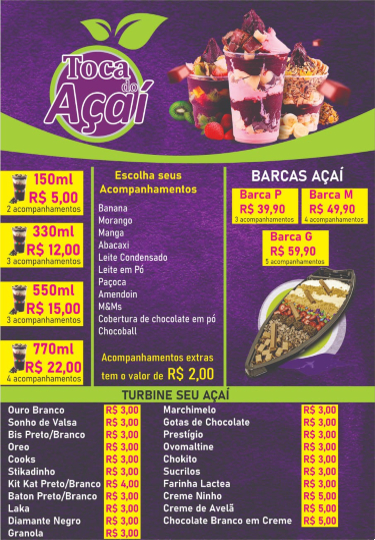 Toca
do
Açaí
150ml
R$ 5,00
2 acompanhamentos
330ml
R$ 12,00
3 acompanhamentos
550ml
R$ 15,00
3 acompanhamentos
770ml
R$ 22,00
4 acompanhamentos
Escolha seus
Acompanhamentos
Banana
Morango
Manga
Abacaxi
Leite Condensado
Leite em Pó
Paçoca
Amendoin
M&Ms
Cobertura de chocolate em pó
Chocoball
Acompanhamentos extras
tem o valor de R$ 2,00
BARCAS AÇAÍ
Barca P
R$ 39,90
3 acompanhamentos
Barca M
R$ 49,90
4 acompanhamentos
Barca G
R$ 59,90
5 acompanhamentos
TURBINE SEU AÇAÍ
Ouro Branco R$ 3,00
Sonho de Valsa R$ 3,00
Bis Preto/Branco R$ 3,00
Oreo R$ 3,00
Cooks R$ 3,00
Stikadinho R$ 3,00
Kit Kat Preto/Branco R$ 4,00
Baton Preto/Branco R$ 3,00
Laka R$ 3,00
Diamante Negro R$ 3,00
Granola R$ 3,00
Marchimelo R$ 3,00
Gotas de Chocolate R$ 3,00
Prestígio R$ 3,00
Ovomaltine R$ 3,00
Chokito R$ 3,00
Sucrilos R$ 3,00
Farinha Lactea R$ 3,00
Creme Ninho R$ 5,00
Creme de Avelã R$ 5,00
Chocolate Branco em Creme R$ 5,00